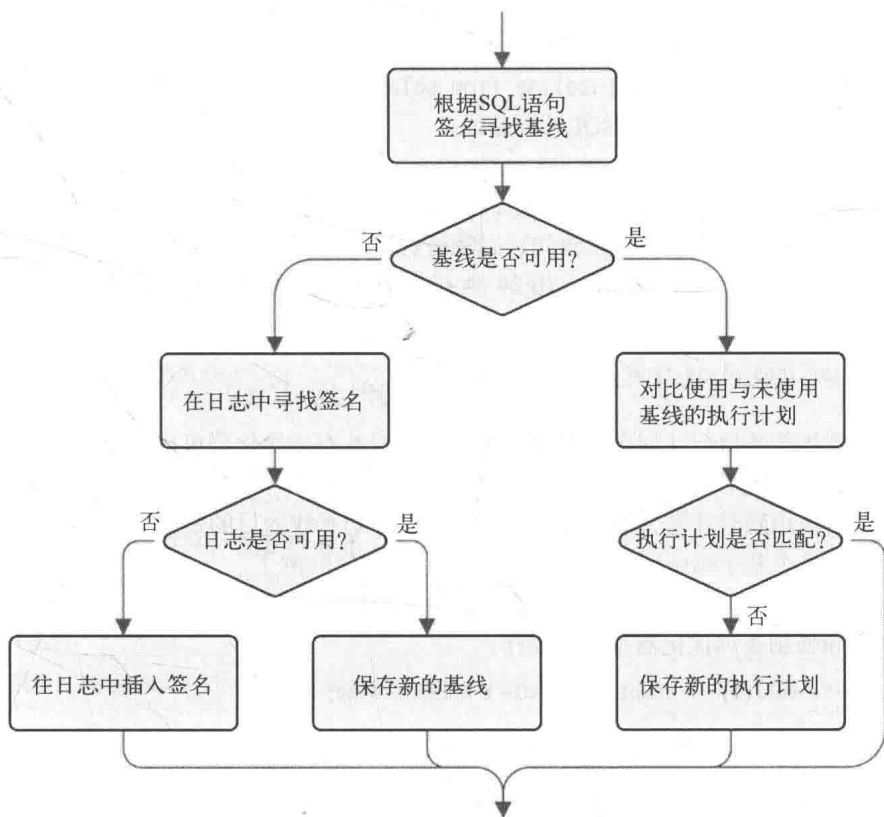 根据SQL语句
签名寻找基线
否
是
基线是否可用?
在日志中寻找签名
对比使用与未使用
基线的执行计划
否
是
日志是否可用?
执行计划是否匹配?
是
否
往日志中插入签名
保存新的基线
保存新的执行计划